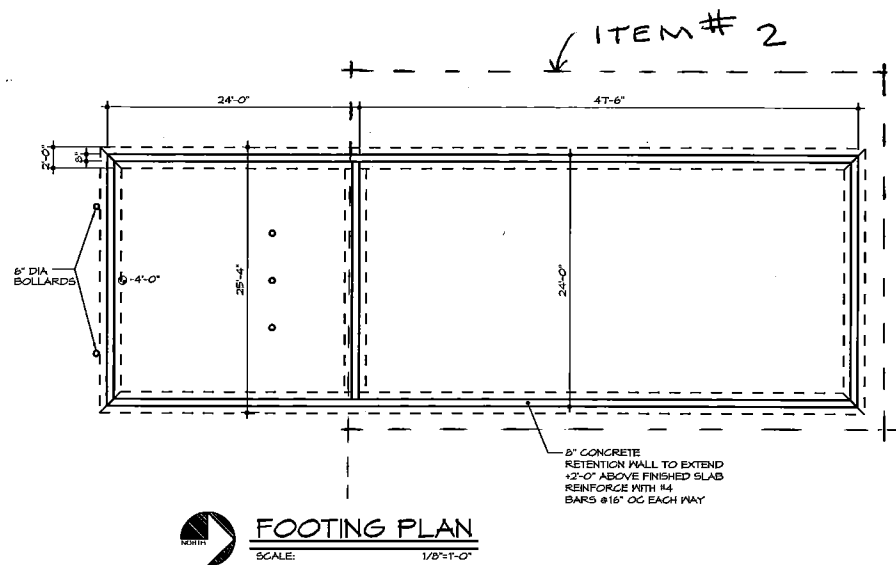 ITEM# 2
24'-0"
47-6"
2'-0"
8"
6" DIA
BOLLARDS
-4'-0"
25'-4"
24'-0"
8" CONCRETE
RETENTION WALL TO EXTEND
+2'-0" ABOVE FINISHED SLAB
REINFORCE WITH #4
BARS @16" OC EACH WAY
NORTH
FOOTING PLAN
SCALE: 1/8"=1'-0"